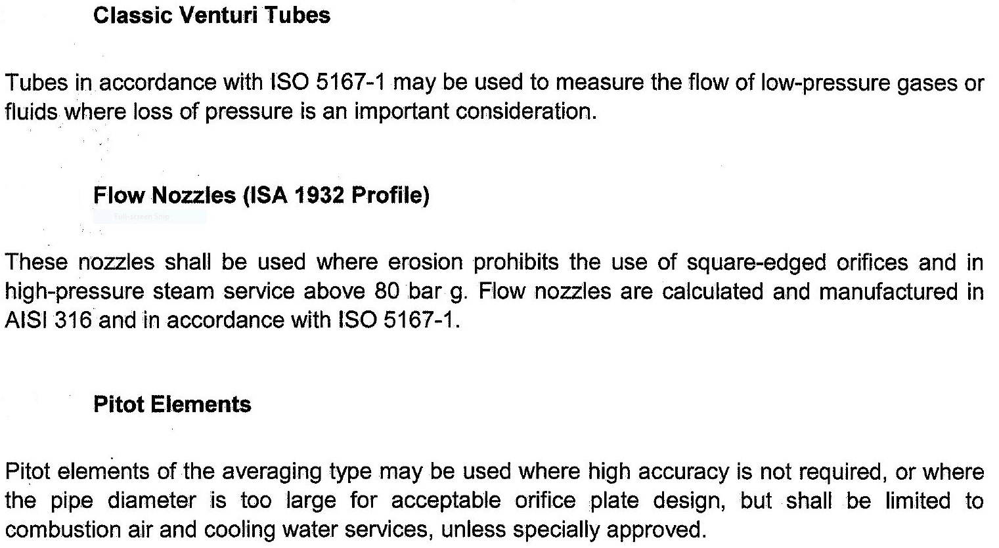 Classic Venturi Tubes
Tubes in accordance with ISO 5167-1 may be used to measure the flow of low-pressure gases or
fluids where loss of pressure is an important consideration.
Flow Nozzles (ISA 1932 Profile)
Full-screen Snip
These nozzles shall be used where erosion prohibits the use of square-edged orifices and in
high-pressure steam service above 80 bar g. Flow nozzles are calculated and manufactured in
AISI 316 and in accordance with ISO 5167-1.
Pitot Elements
Pitot elements of the averaging type may be used where high accuracy is not required, or where
the pipe diameter is too large for acceptable orifice plate design, but shall be limited to
combustion air and cooling water services, unless specially approved.